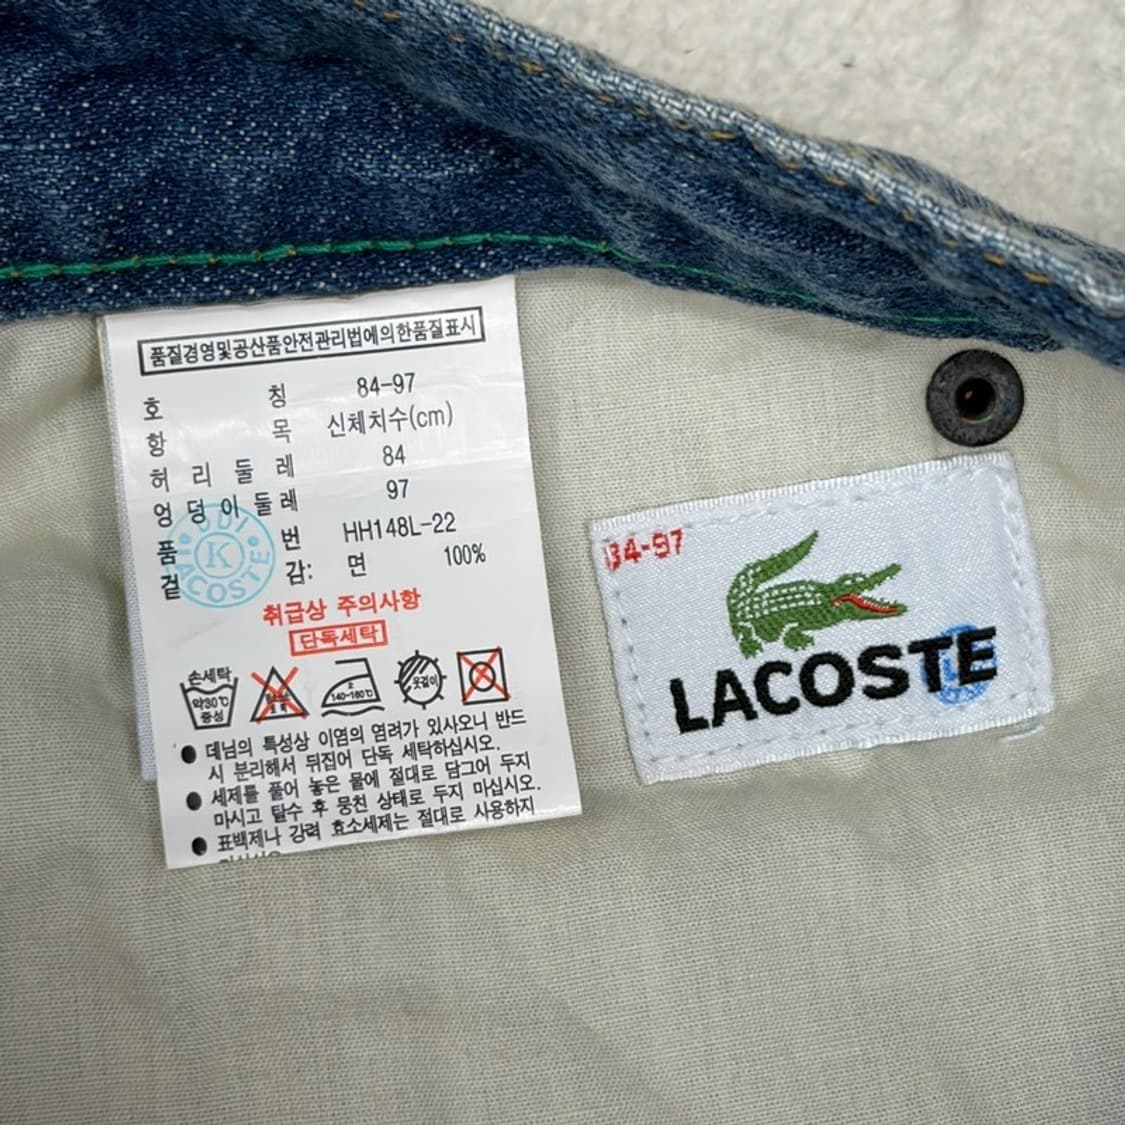 품질경영및공산품안전관리법에의한품질표시
호 칭 84-97
항 목 신체치수(cm)
허 리 둘 레 84
엉 덩 이 둘 레 97
품 번 HH148L-22
겉 감: 면 100%
DDI
K
LACOSTE
취급상 주의사항
단독세탁
손세탁
약30℃
중성
2
140-160℃
옷걸이
● 데님의 특성상 이염의 염려가 있사오니 반드
시 분리해서 뒤집어 단독 세탁하십시오.
● 세제를 풀어 놓은 물에 절대로 담그어 두지
마시고 탈수 후 뭉친 상태로 두지 마십시오.
● 표백제나 강력 효소세제는 절대로 사용하지
84-97
LACOSTE